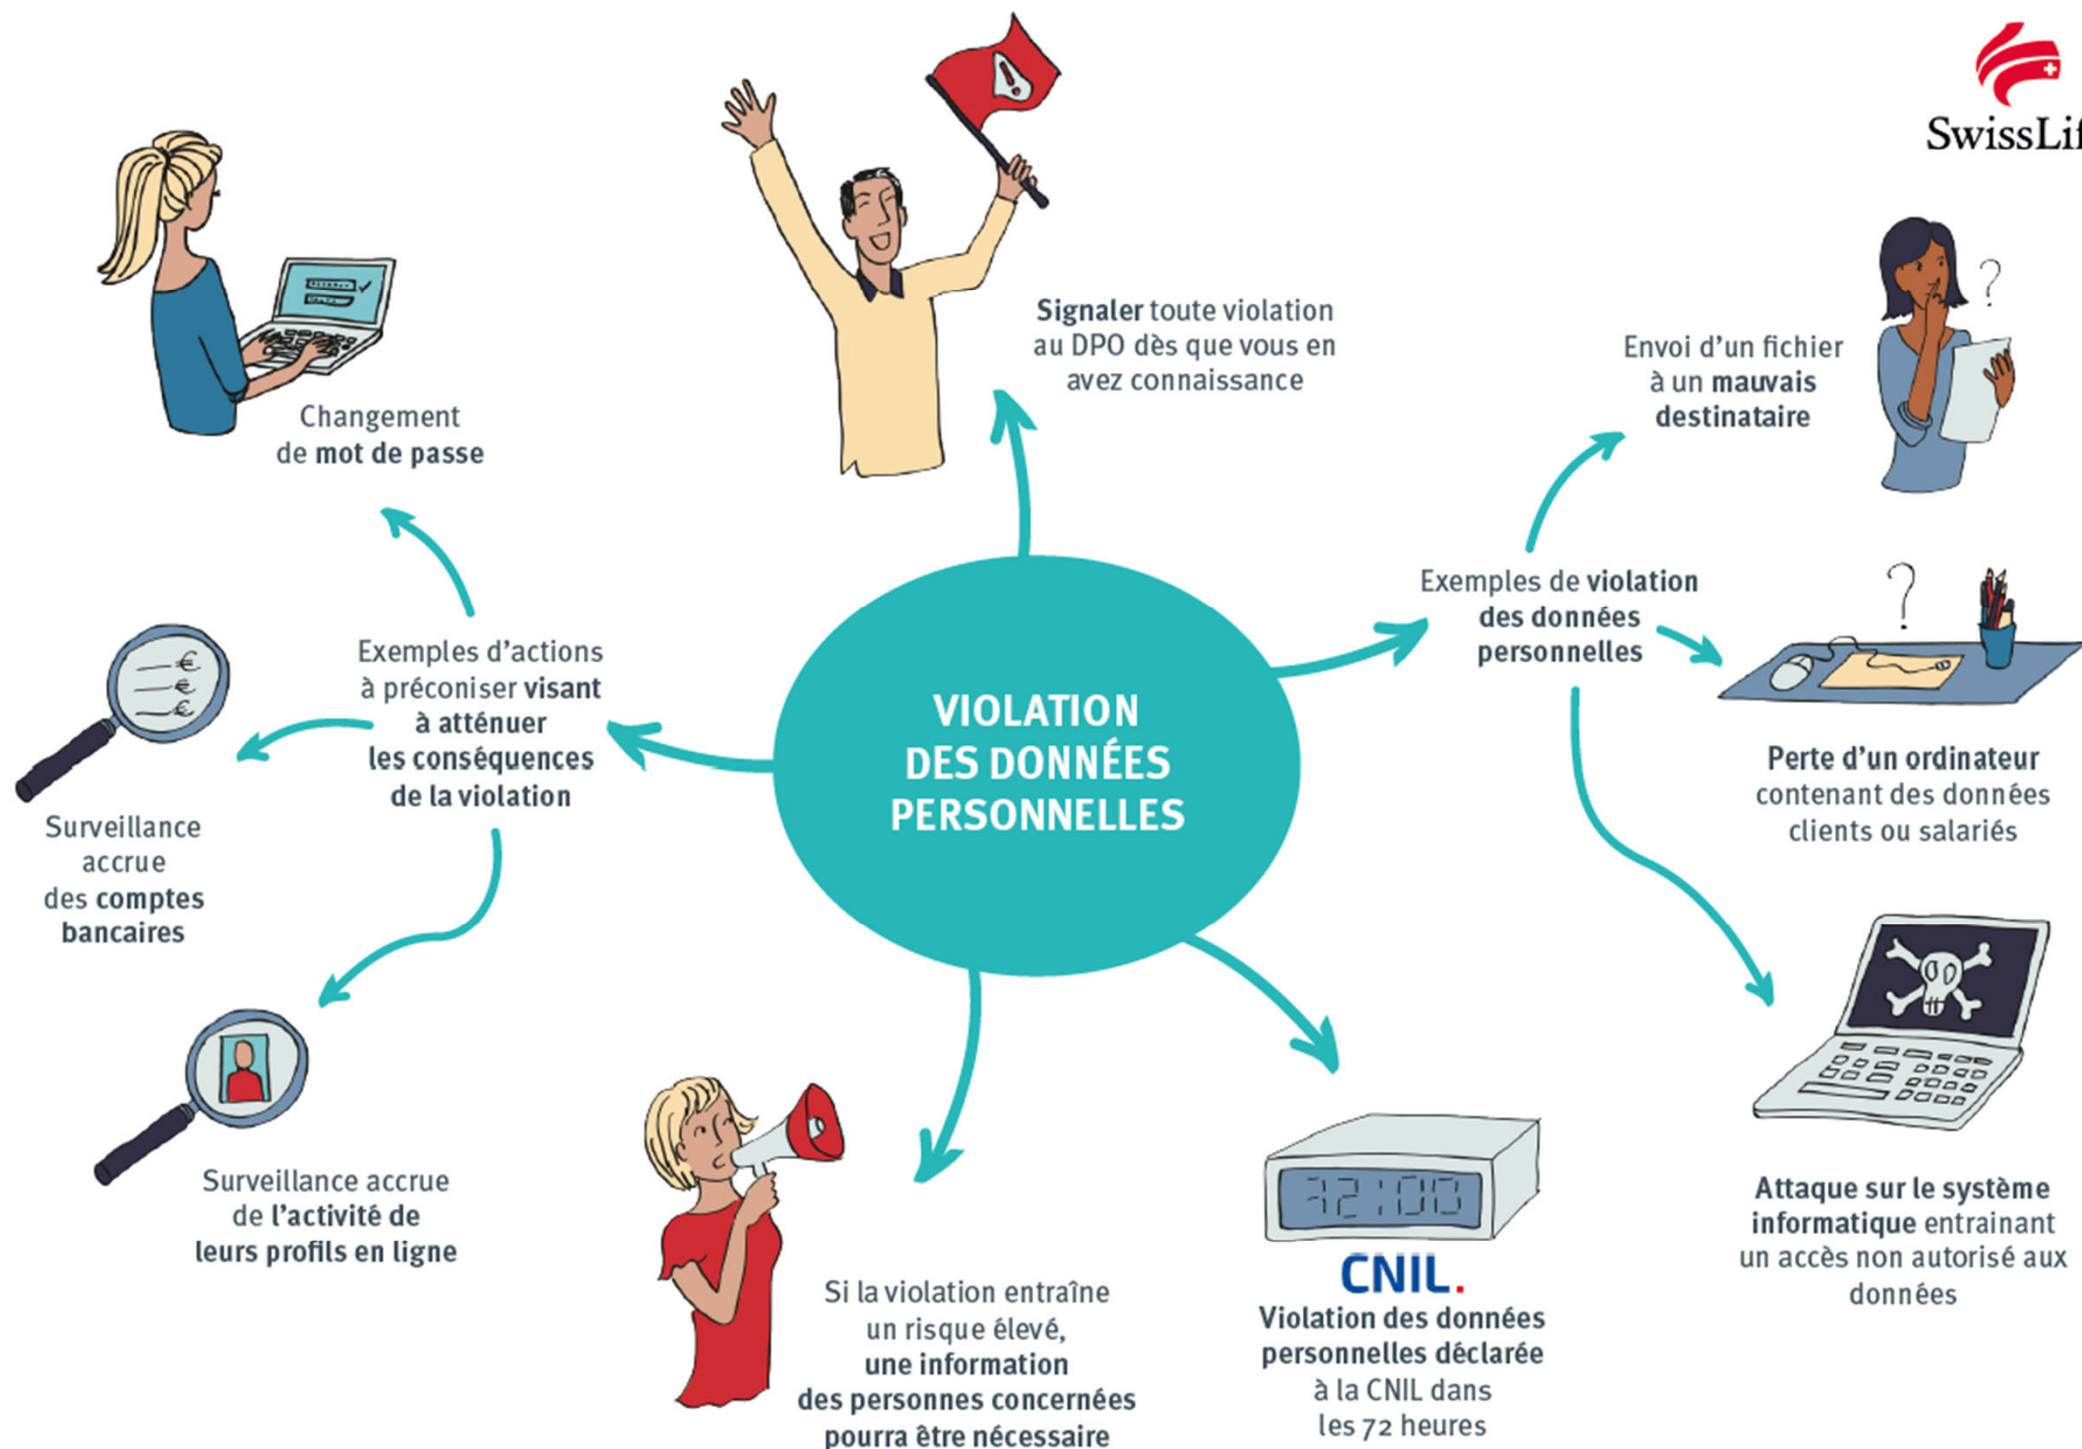 SwissLif
Signaler toute violation
au DPO dès que vous en
avez connaissance
Changement
de mot de passe
Envoi d'un fichier
à un mauvais
destinataire
Exemples de violation
des données
personnelles
Exemples d'actions
à préconiser visant
à atténuer
les conséquences
de la violation
VIOLATION
DES DONNÉES
PERSONNELLES
Perte d'un ordinateur
contenant des données
clients ou salariés
Surveillance
accrue
des comptes
bancaires
Surveillance accrue
de l'activité de
leurs profils en ligne
Attaque sur le système
informatique entrainant
un accès non autorisé aux
données
72:00
CNIL.
Violation des données
personnelles déclarée
à la CNIL dans
les 72 heures
Si la violation entraîne
un risque élevé,
une information
des personnes concernées
pourra être nécessaire